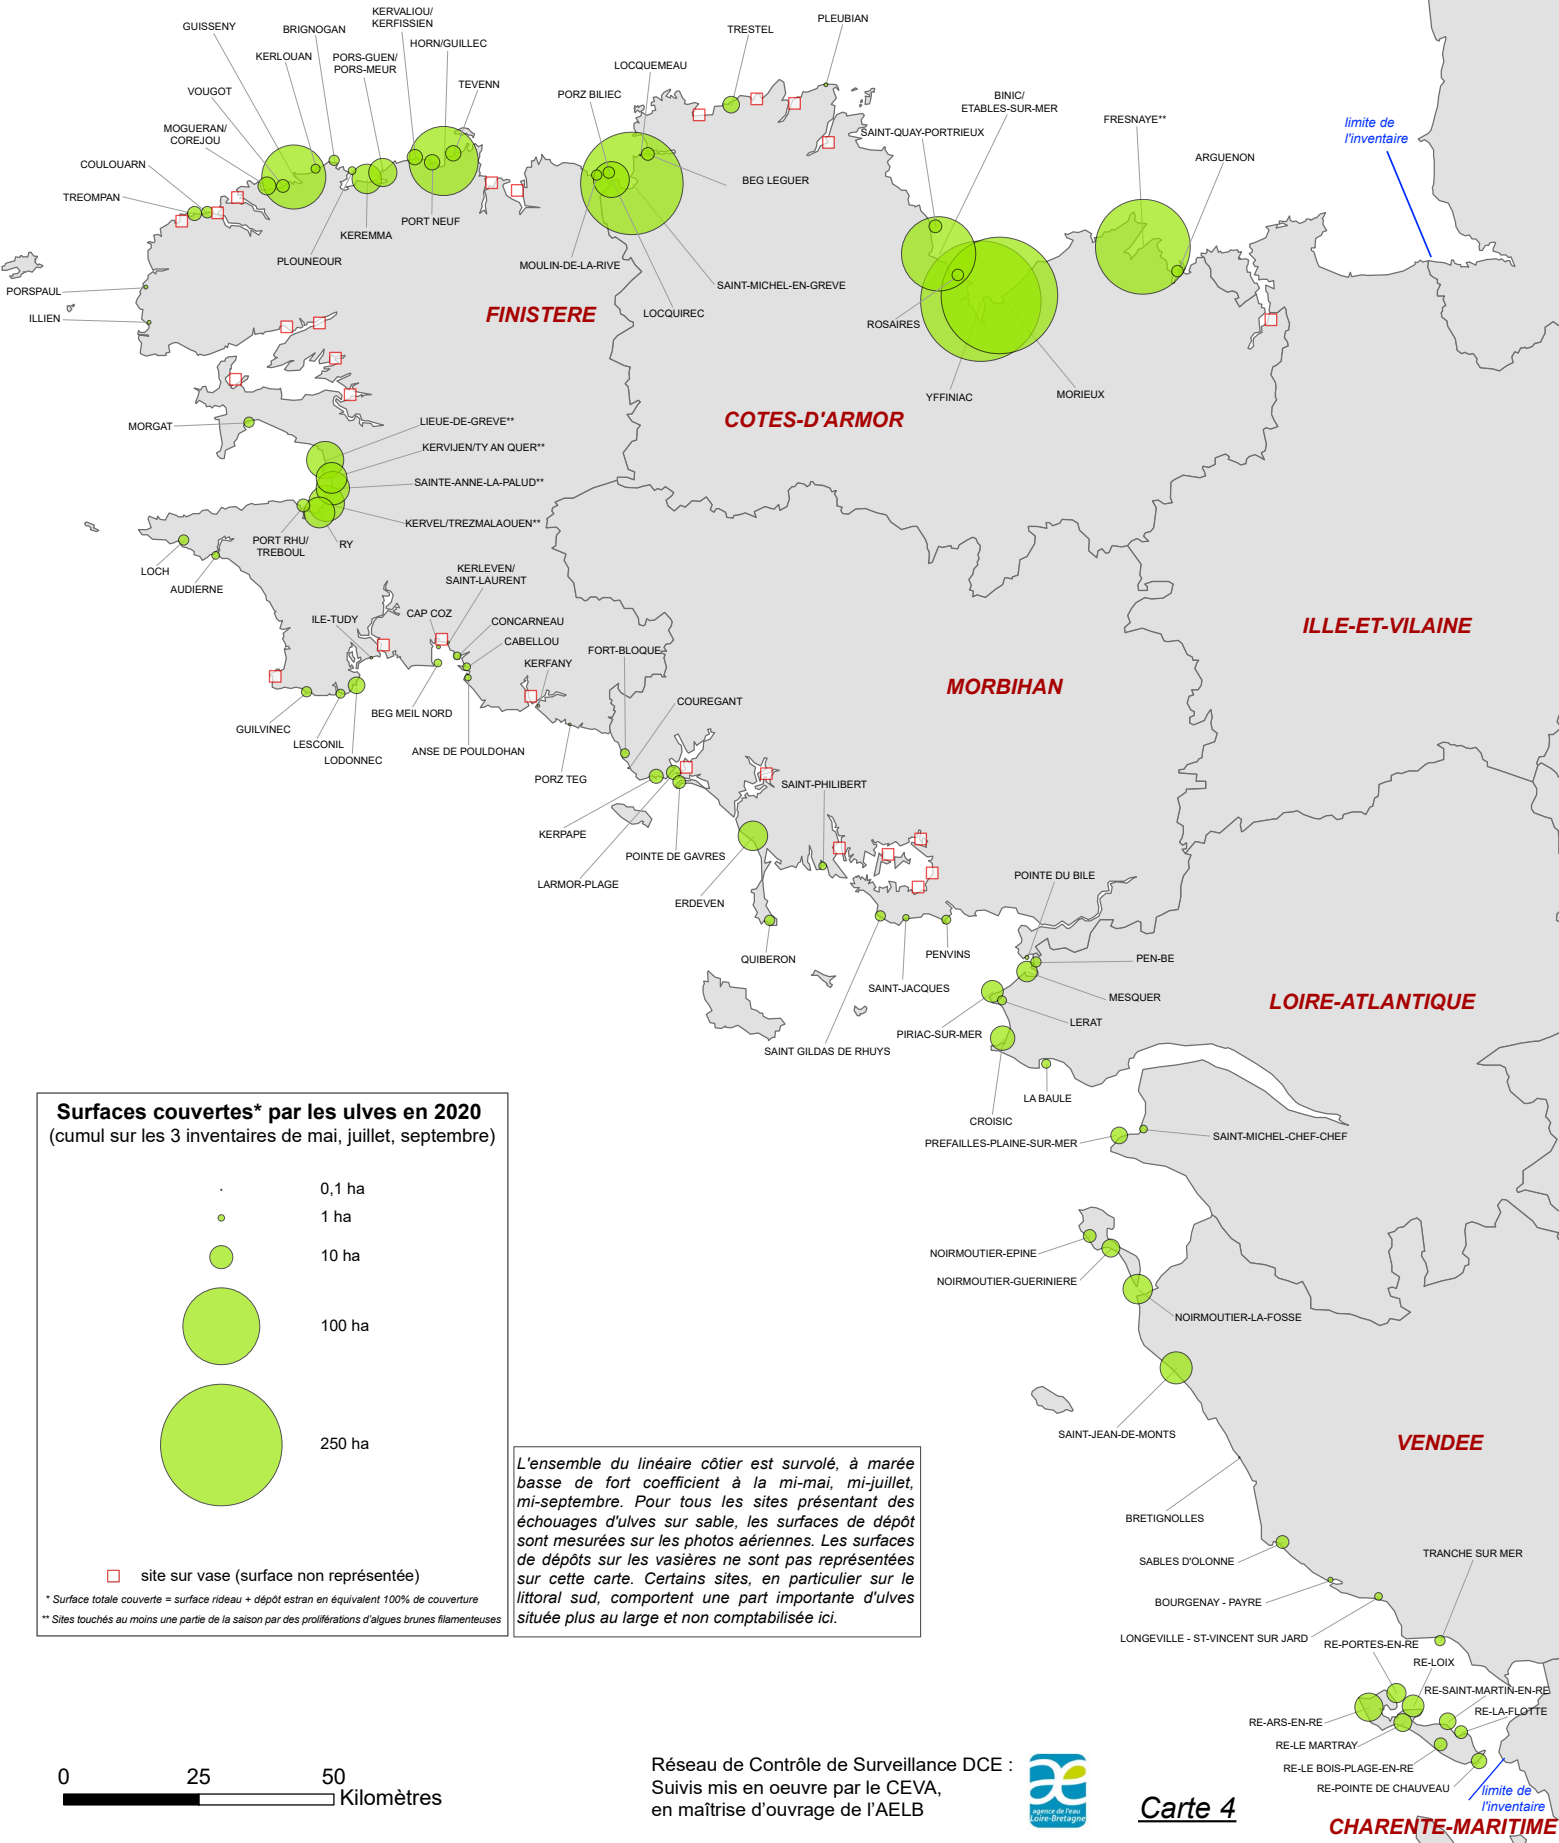 KERVALIOU/
KERFISSIEN
GUISSENY
BRIGNOGAN
HORN/GUILLEC
KERLOUAN
PORS-GUEN/
PORS-MEUR
TEVENN
VOUGOT
MOGUERAN/
COREJOU
COULOUARN
TREOMPAN
PORSPAUL
ILLIEN
PLOUNEOUR
KEREMMA
PORT NEUF
LOCQUEMEAU
PORZ BILIEC
TRESTEL
PLEUBIAN
BEG LEGUER
MOULIN-DE-LA-RIVE
SAINT-MICHEL-EN-GREVE
LOCQUIREC
BINIC/
ETABLES-SUR-MER
SAINT-QUAY-PORTRIEUX
FRESNAYE**
ARGUENON
limite de
l'inventaire
ROSAIRES
YFFINIAC
MORIEUX
FINISTERE
COTES-D'ARMOR
MORGAT
LIEUE-DE-GREVE**
KERVIJEN/TY AN QUER**
SAINTE-ANNE-LA-PALUD**
KERVEL/TREZMALAOUEN**
PORT RHU/
TREBOUL
RY
LOCH
AUDIERNE
KERLEVEN/
SAINT-LAURENT
ILE-TUDY
CAP COZ
CONCARNEAU
CABELLOU
KERFANY
FORT-BLOQUE
COUREGANT
GUILVINEC
LESCONIL
LODONNEC
BEG MEIL NORD
ANSE DE POULDOHAN
PORZ TEG
KERPAPE
LARMOR-PLAGE
POINTE DE GAVRES
ERDEVEN
QUIBERON
SAINT-PHILIBERT
MORBIHAN
ILLE-ET-VILAINE
POINTE DU BILE
PENVINS
SAINT-JACQUES
SAINT GILDAS DE RHUYS
PEN-BE
MESQUER
LERAT
PIRIAC-SUR-MER
LOIRE-ATLANTIQUE
LA BAULE
CROISIC
PREFAILLES-PLAINE-SUR-MER
SAINT-MICHEL-CHEF-CHEF
NOIRMOUTIER-EPINE
NOIRMOUTIER-GUERINIERE
NOIRMOUTIER-LA-FOSSE
SAINT-JEAN-DE-MONTS
VENDEE
BRETIGNOLLES
SABLES D'OLONNE
TRANCHE SUR MER
BOURGENAY - PAYRE
LONGEVILLE - ST-VINCENT SUR JARD
RE-PORTES-EN-RE
RE-LOIX
RE-SAINT-MARTIN-EN-RE
RE-LA-FLOTTE
RE-ARS-EN-RE
RE-LE MARTRAY
RE-LE BOIS-PLAGE-EN-RE
RE-POINTE DE CHAUVEAU
limite de
l'inventaire
CHARENTE-MARITIME
Surfaces couvertes* par les ulves en 2020
(cumul sur les 3 inventaires de mai, juillet, septembre)
0,1 ha
1 ha
10 ha
100 ha
250 ha
site sur vase (surface non représentée)
* Surface totale couverte = surface rideau + dépôt estran en équivalent 100% de couverture
** Sites touchés au moins une partie de la saison par des proliférations d'algues brunes filamenteuses
L'ensemble du linéaire côtier est survolé, à marée
basse de fort coefficient à la mi-mai, mi-juillet,
mi-septembre. Pour tous les sites présentant des
échouages d'ulves sur sable, les surfaces de dépôt
sont mesurées sur les photos aériennes. Les surfaces
de dépôts sur les vasières ne sont pas représentées
sur cette carte. Certains sites, en particulier sur le
littoral sud, comportent une part importante d'ulves
située plus au large et non comptabilisée ici.
0 25 50
Kilomètres
Réseau de Contrôle de Surveillance DCE :
Suivis mis en oeuvre par le CEVA,
en maîtrise d'ouvrage de l'AELB
agence de l'eau
Loire-Bretagne
Carte 4